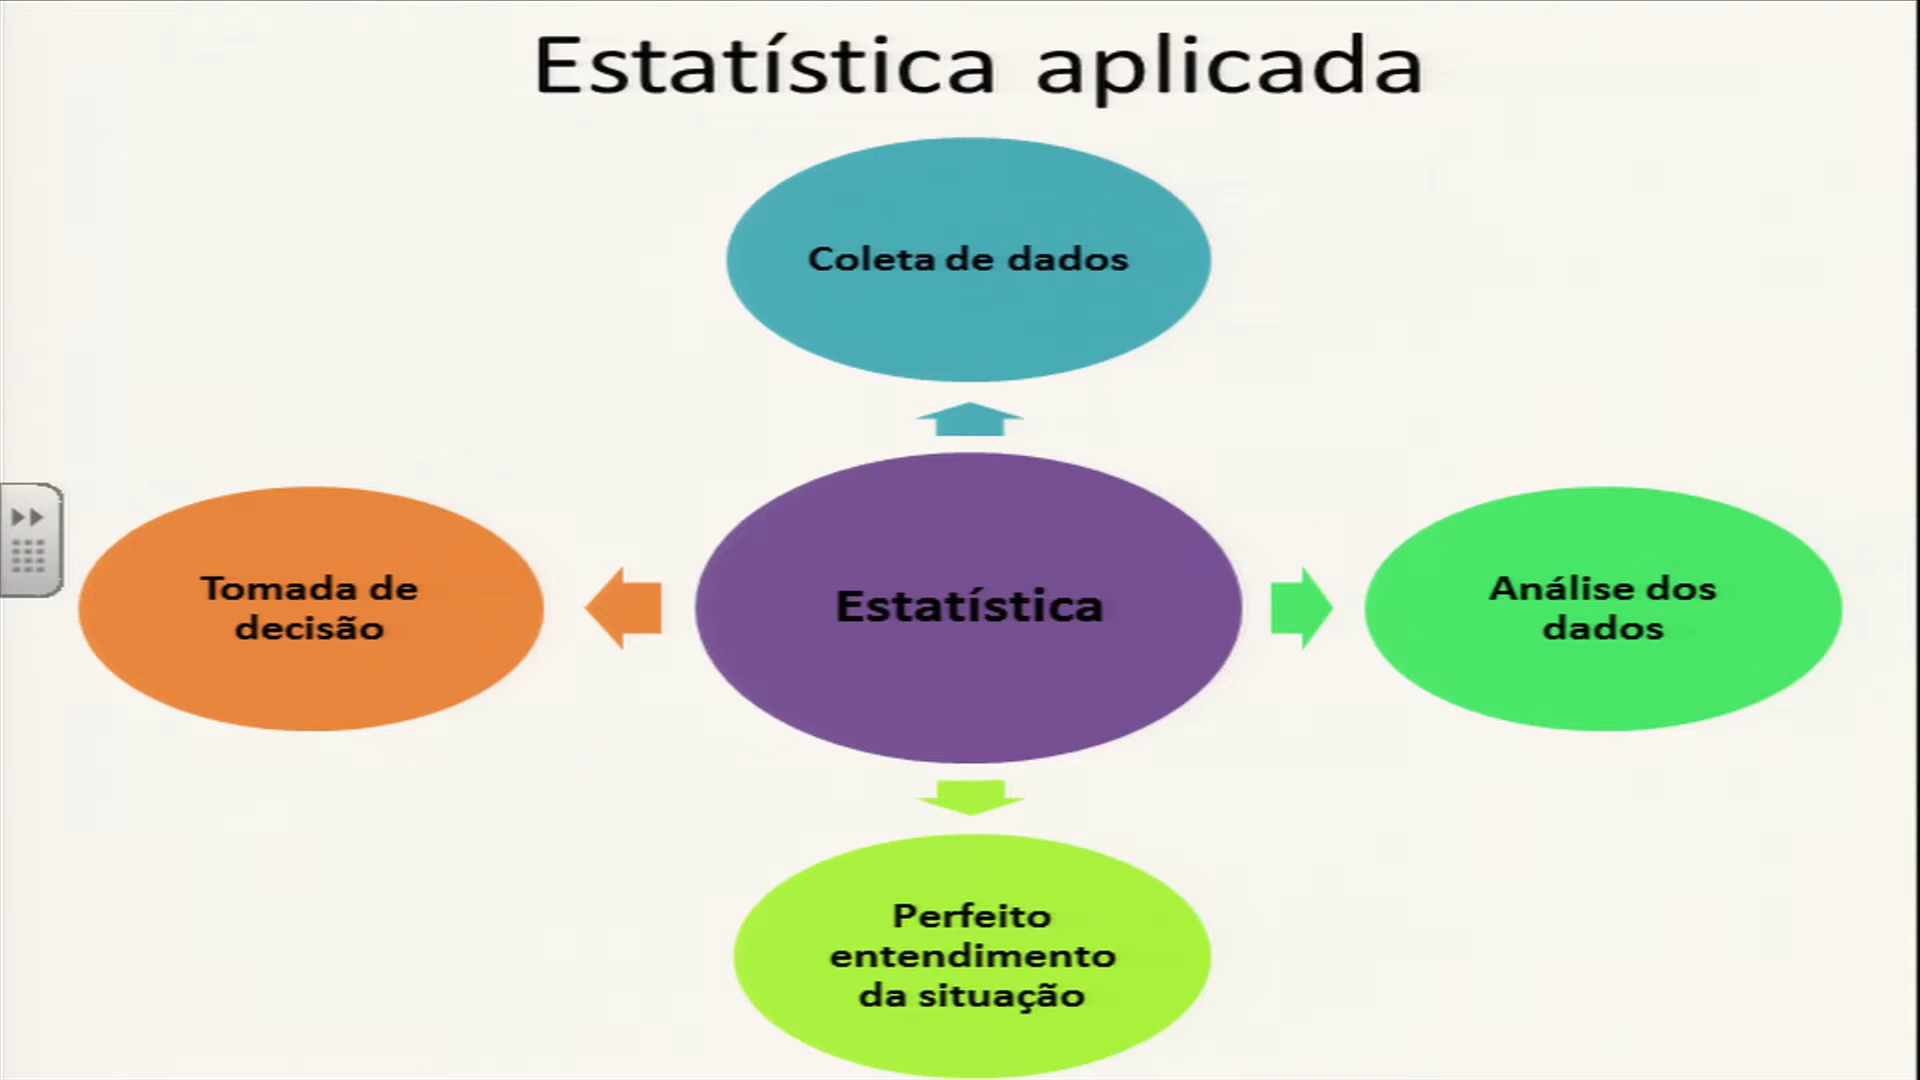 Estatística aplicada
Coleta de dados
Tomada de
decisão
Estatística
Análise dos
dados
Perfeito
entendimento
da situação